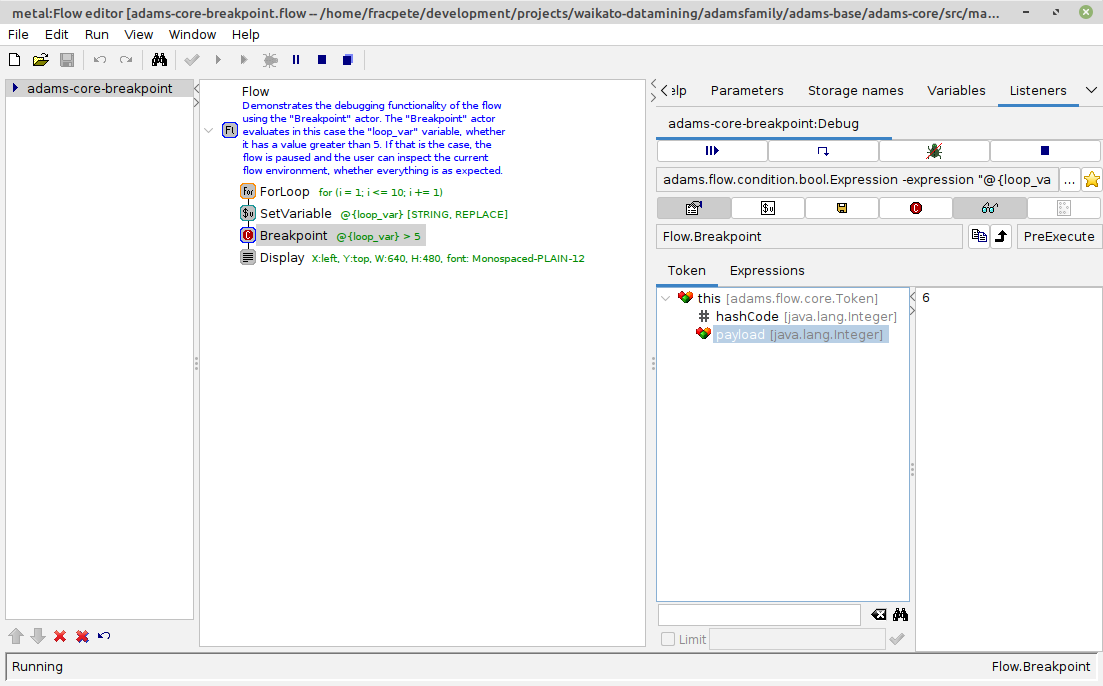 metal:Flow editor [adams-core-breakpoint.flow -- /home/fracpete/development/projects/waikato-datamining/adamsfamily/adams-base/adams-core/src/ma...
File Edit Run View Window Help
adams-core-breakpoint
Flow
Demonstrates the debugging functionality of the flow
using the "Breakpoint" actor. The "Breakpoint" actor
Fl
evaluates in this case the "loop_var" variable, whether
it has a value greater than 5. If that is the case, the
flow is paused and the user can inspect the current
flow environment, whether everything is as expected.
For ForLoop for (i = 1; i <= 10; i += 1)
$u SetVariable @{loop_var} [STRING, REPLACE]
C Breakpoint @{loop_var} > 5
Display X:left, Y:top, W:640, H:480, font: Monospaced-PLAIN-12
elp Parameters Storage names Variables Listeners
adams-core-breakpoint:Debug
adams.flow.condition.bool.Expression -expression "@{loop_va ...
$u C
Flow.Breakpoint PreExecute
Token Expressions
this [adams.flow.core.Token]
# hashCode [java.lang.Integer]
payload [java.lang.Integer]
6
Limit
Running Flow.Breakpoint